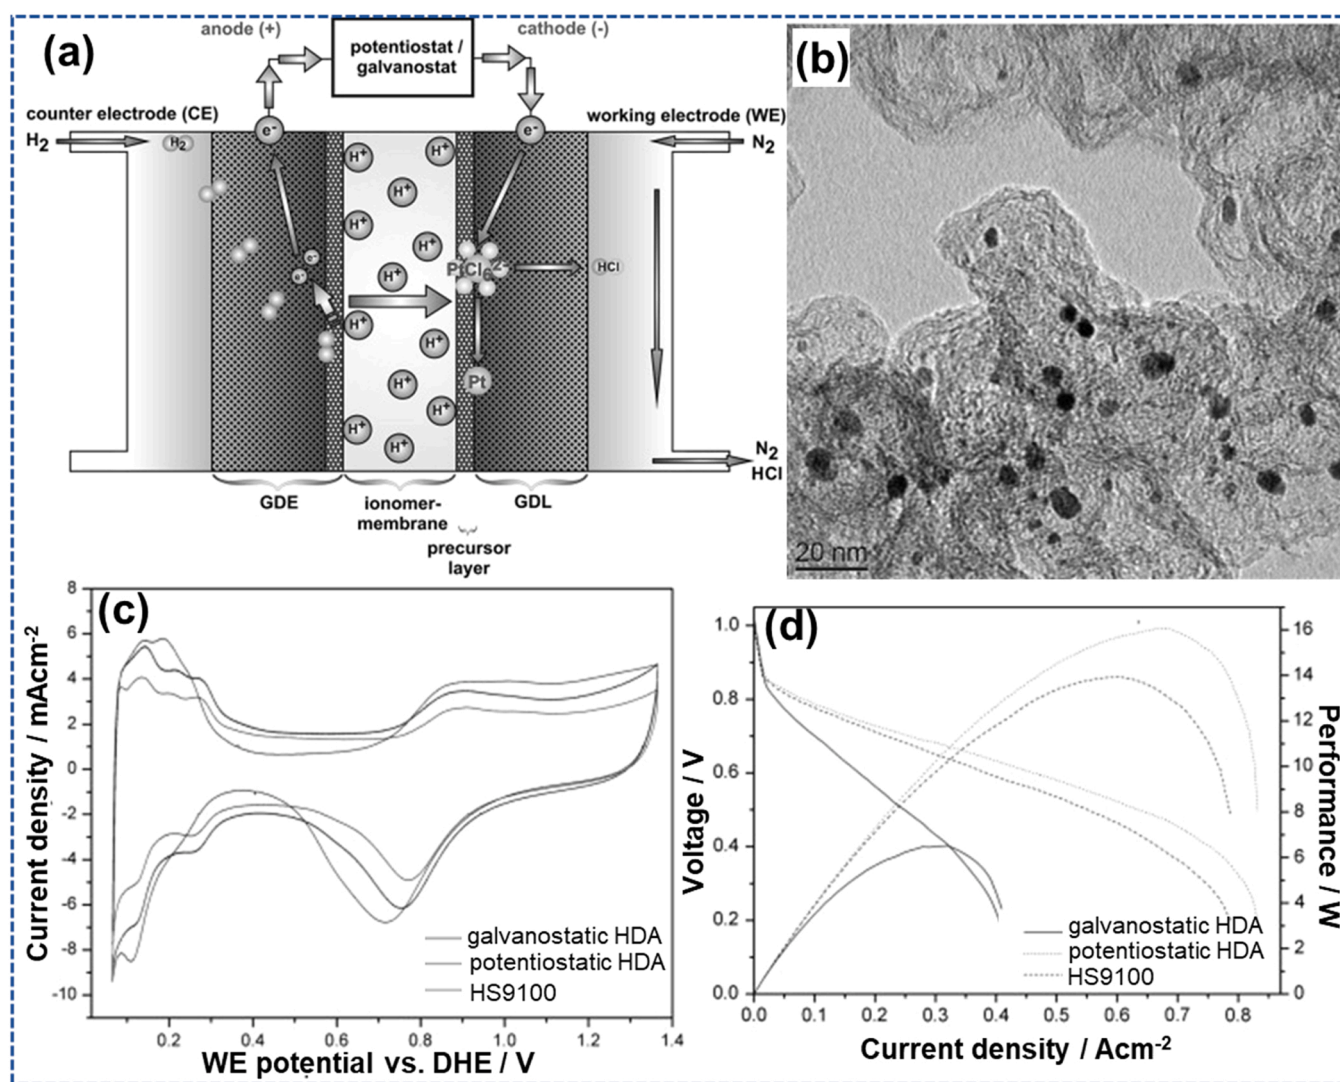 (a)
anode (+)
potentiostat /
galvanostat
cathode (-)
counter electrode (CE)
working electrode (WE)
H₂
H₂
e⁻
e⁻
N₂
H⁺
H⁺
H⁺
H⁺
H⁺
H⁺
H⁺
H⁺
H⁺
H⁺
H⁺
H⁺
e⁻
e⁻
PtCl₆²⁻
HCl
Pt
N₂
HCl
GDE
ionomer-
membrane
GDL
precursor
layer
(b)
20 nm
(c)
Current density / mAcm⁻²
8
6
4
2
0
-2
-4
-6
-8
-10
galvanostatic HDA
potentiostatic HDA
HS9100
0.2
0.4
0.6
0.8
1.0
1.2
1.4
WE potential vs. DHE / V
(d)
Voltage / V
1.0
0.8
0.6
0.4
0.2
0.0
Performance / W
16
14
12
10
8
6
4
2
0
galvanostatic HDA
potentiostatic HDA
HS9100
0.0
0.1
0.2
0.3
0.4
0.5
0.6
0.7
0.8
Current density / Acm⁻²